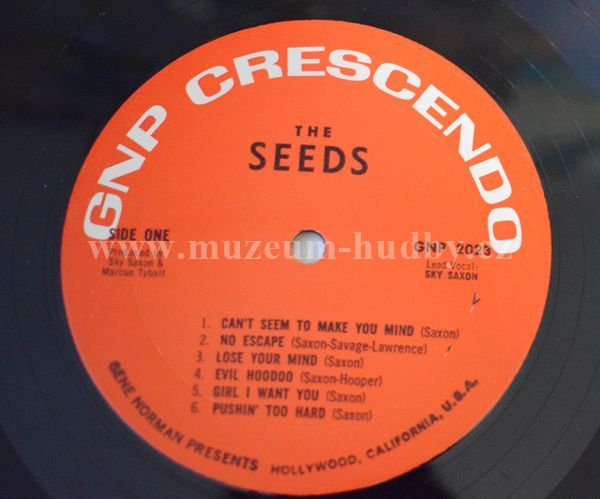 GNP CRESCENDO
THE
SEEDS
SIDE ONE
Produced by
Sky Saxon &
Marcus Tybalt
GNP 2023
Lead Vocal:
SKY SAXON
www.muzeum-hudby.cz
1. CAN'T SEEM TO MAKE YOU MIND (Saxon)
2. NO ESCAPE (Saxon-Savage-Lawrence)
3. LOSE YOUR MIND (Saxon)
4. EVIL HOODOO (Saxon-Hooper)
5. GIRL I WANT YOU (Saxon)
6. PUSHIN' TOO HARD (Saxon)
GENE NORMAN PRESENTS HOLLYWOOD, CALIFORNIA, U.S.A.